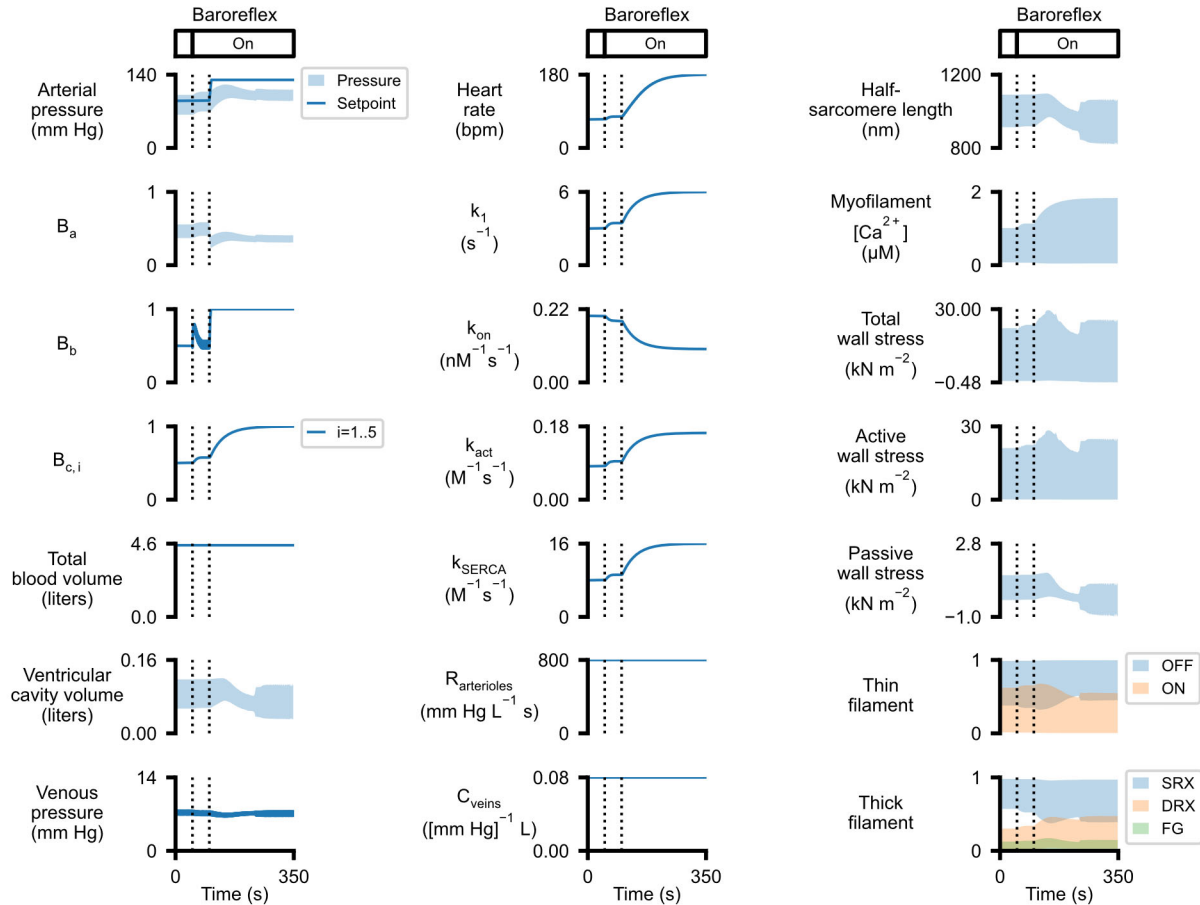 Baroreflex
On
Arterial
pressure
(mm Hg)
140
0
Pressure
Setpoint
B_a
1
0
B_b
1
0
B_c, i
1
0
i=1..5
Total
blood volume
(liters)
4.6
0.0
Ventricular
cavity volume
(liters)
0.16
0.00
Venous
pressure
(mm Hg)
14
0
0
350
Time (s)
Baroreflex
On
Heart
rate
(bpm)
180
0
k_1
(s^−1)
6
0
k_on
(nM^−1 s^−1)
0.22
0.00
k_act
(M^−1 s^−1)
0.18
0.00
k_SERCA
(M^−1 s^−1)
16
0
R_arterioles
(mm Hg L^−1 s)
800
0
C_veins
([mm Hg]^−1 L)
0.08
0.00
0
350
Time (s)
Baroreflex
On
Half-
sarcomere length
(nm)
1200
800
Myofilament
[Ca^2+]
(µM)
2
0
Total
wall stress
(kN m^−2)
30.00
−0.48
Active
wall stress
(kN m^−2)
30
0
Passive
wall stress
(kN m^−2)
2.8
−1.0
Thin
filament
1
0
OFF
ON
Thick
filament
1
0
SRX
DRX
FG
0
350
Time (s)